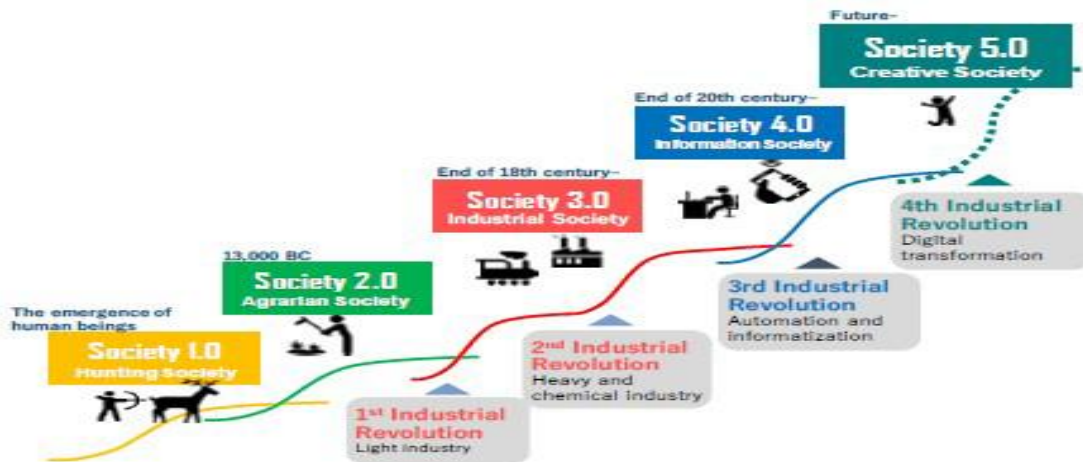 Future–
Society 5.0
Creative Society
End of 20th century–
Society 4.0
Information Society
End of 18th century–
Society 3.0
Industrial Society
13,000 BC
Society 2.0
Agrarian Society
The emergence of
human beings
Society 1.0
Hunting Society
1st Industrial
Revolution
Light industry
2nd Industrial
Revolution
Heavy and
chemical industry
3rd Industrial
Revolution
Automation and
informatization
4th Industrial
Revolution
Digital
transformation